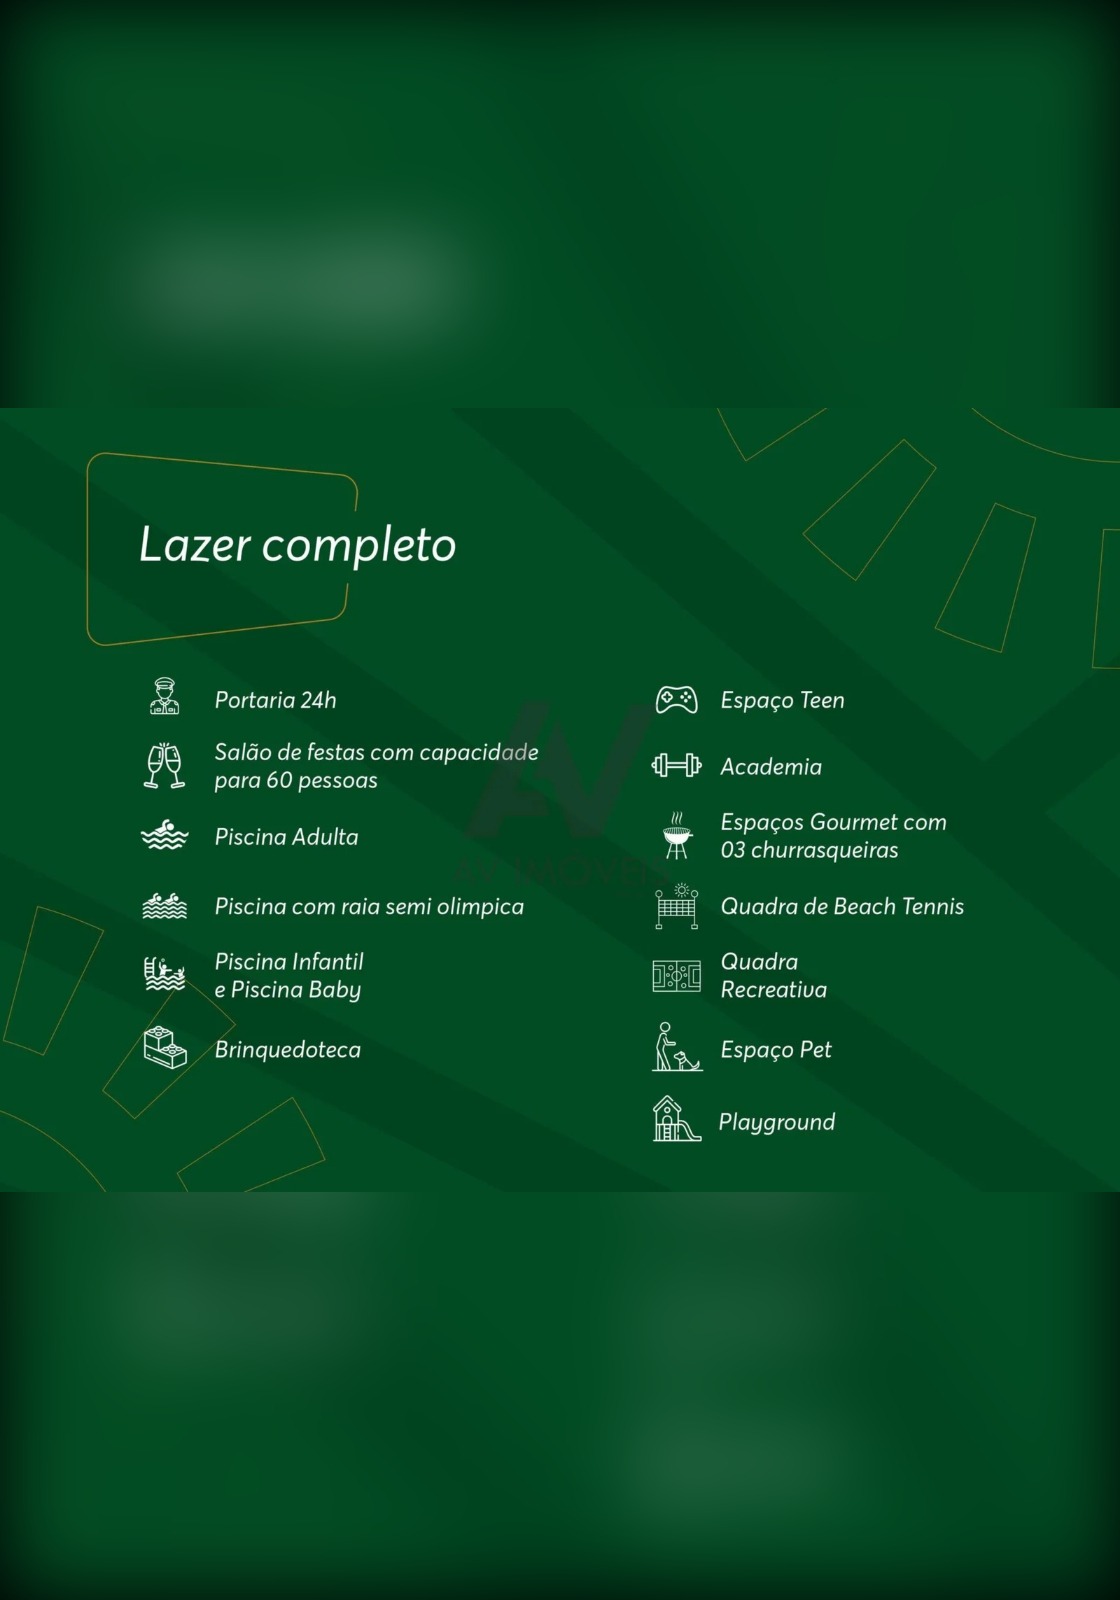 Lazer completo
Portaria 24h
Salão de festas com capacidade
para 60 pessoas
Piscina Adulta
Piscina com raia semi olimpica
Piscina Infantil
e Piscina Baby
Brinquedoteca
Espaço Teen
Academia
Espaços Gourmet com
03 churrasqueiras
Quadra de Beach Tennis
Quadra
Recreativa
Espaço Pet
Playground
AV IMÓVEIS